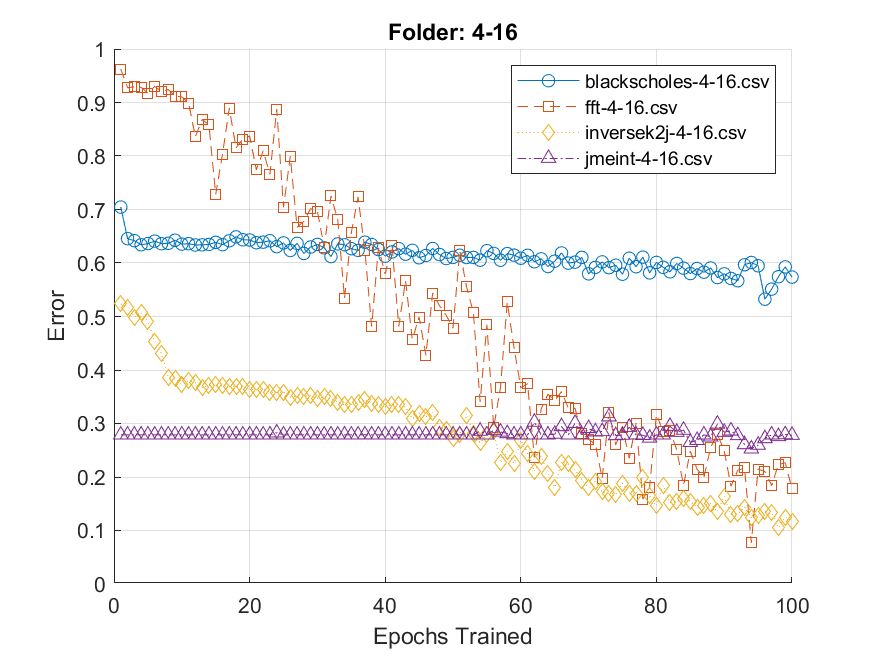 Folder: 4-16
1
0.9
0.8
0.7
0.6
0.5
0.4
0.3
0.2
0.1
0
Error
blackscholes-4-16.csv
fft-4-16.csv
inversek2j-4-16.csv
jmeint-4-16.csv
0 20 40 60 80 100
Epochs Trained